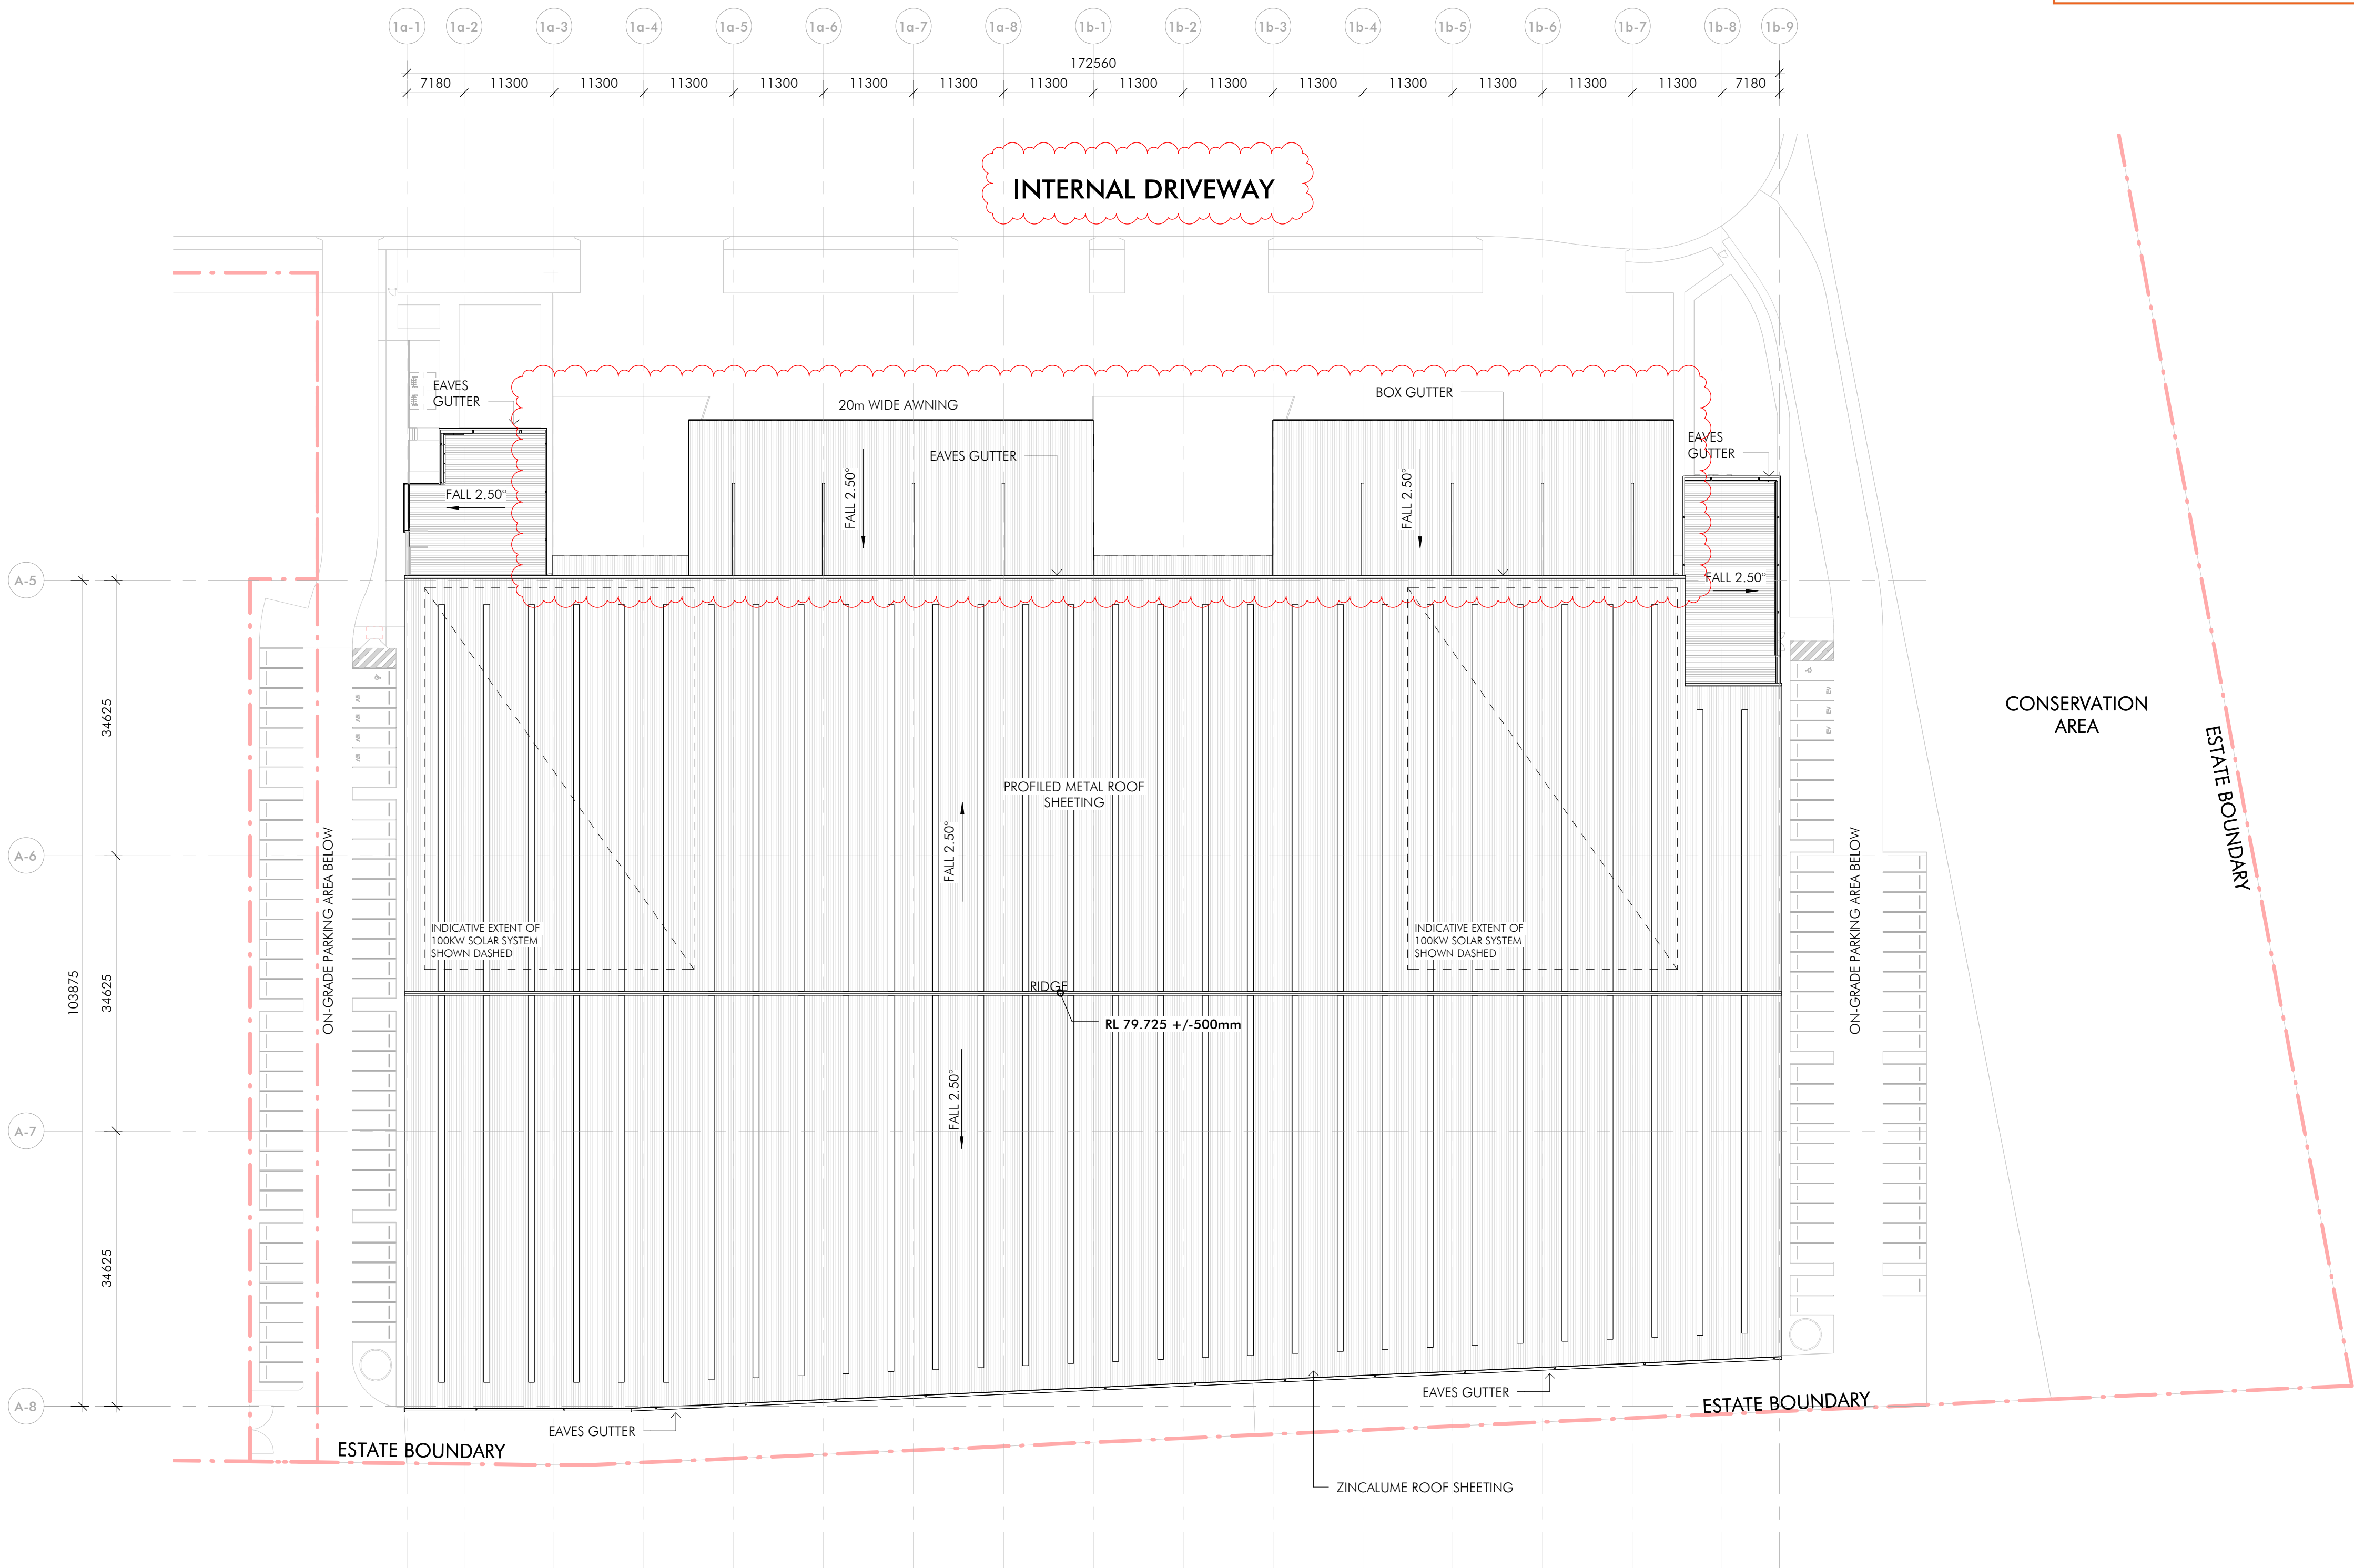 1a-1 1a-2 1a-3 1a-4 1a-5 1a-6 1a-7 1a-8 1b-1 1b-2 1b-3 1b-4 1b-5 1b-6 1b-7 1b-8 1b-9
172560
7180 11300 11300 11300 11300 11300 11300 11300 11300 11300 11300 11300 11300 11300 11300 7180
INTERNAL DRIVEWAY
EAVES
GUTTER
20m WIDE AWNING
BOX GUTTER
EAVES GUTTER
EAVES
GUTTER
FALL 2.50°
FALL 2.50°
FALL 2.50°
FALL 2.50°
A-5
34625
EV
EV
EV
EV
EV
EV
EV
CONSERVATION
AREA
ESTATE BOUNDARY
PROFILED METAL ROOF
SHEETING
FALL 2.50°
A-6
ON-GRADE PARKING AREA BELOW
ON-GRADE PARKING AREA BELOW
INDICATIVE EXTENT OF
100KW SOLAR SYSTEM
SHOWN DASHED
INDICATIVE EXTENT OF
100KW SOLAR SYSTEM
SHOWN DASHED
103875
34625
RIDGE
RL 79.725 +/-500mm
FALL 2.50°
A-7
34625
A-8
EAVES GUTTER
EAVES GUTTER
ESTATE BOUNDARY
ESTATE BOUNDARY
ZINCALUME ROOF SHEETING